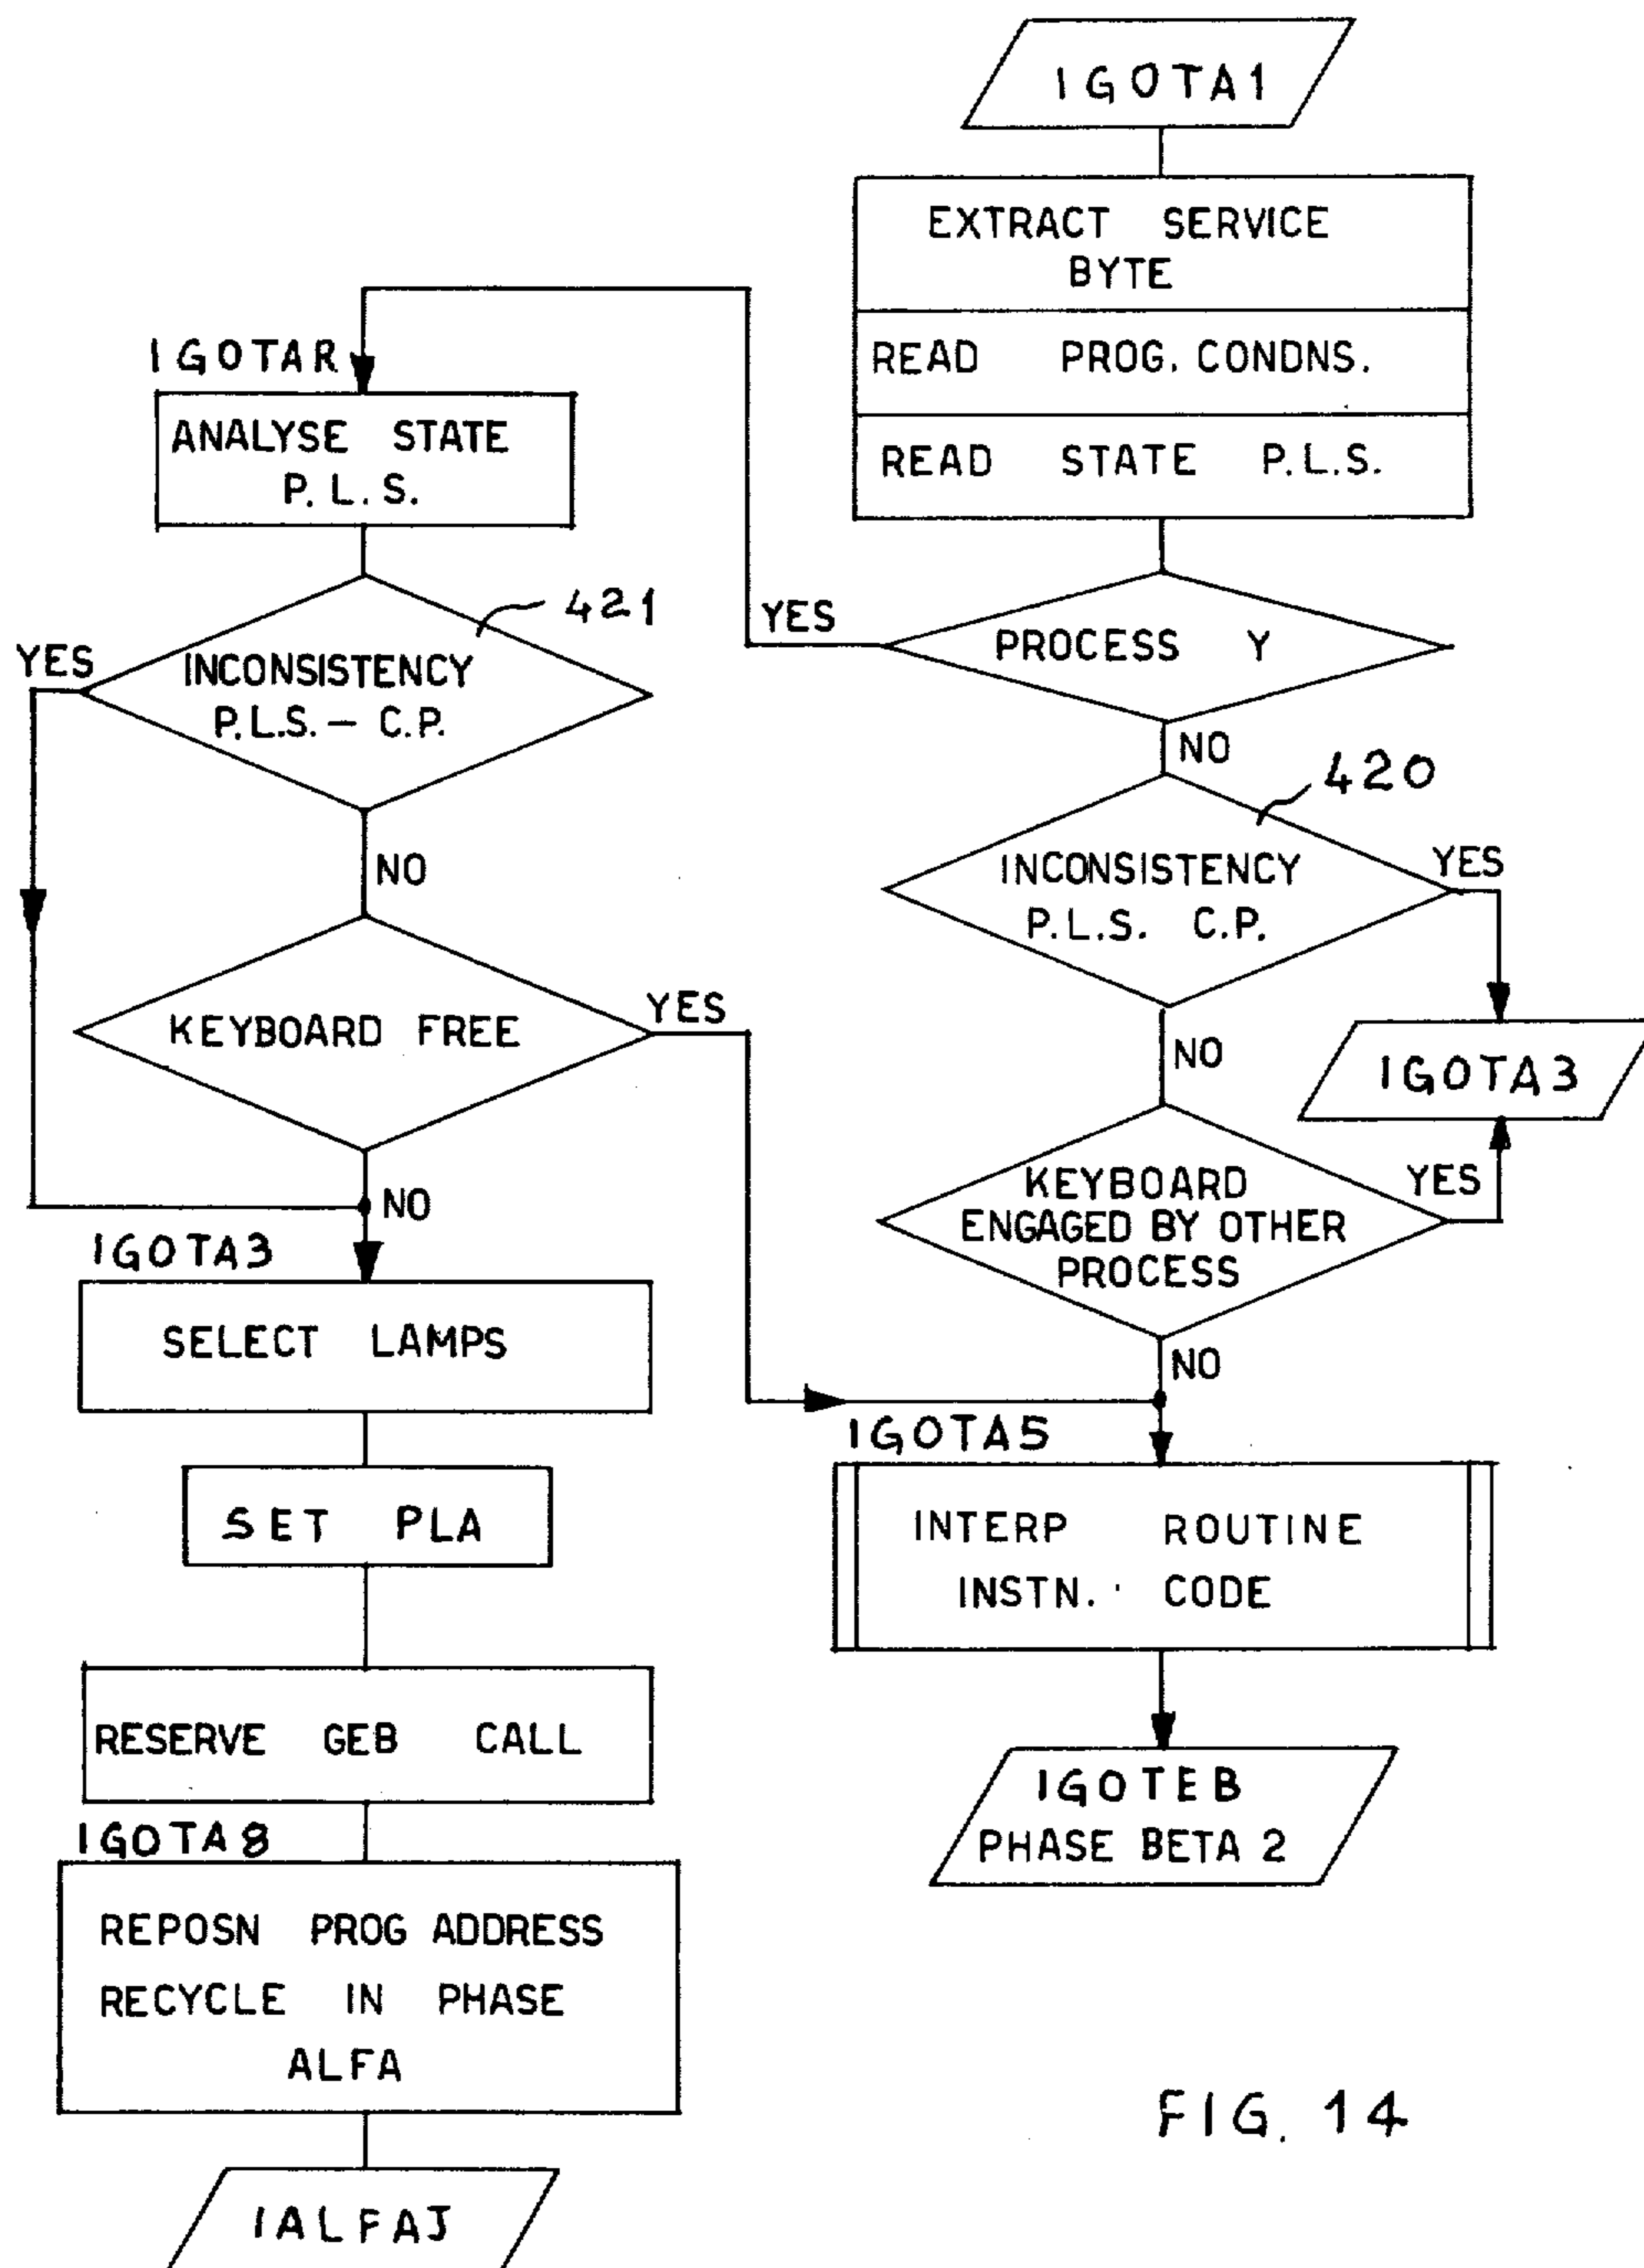 IGOTA1
EXTRACT SERVICE
BYTE
READ PROG. CONDNS.
READ STATE P.L.S.
PROCESS Y
YES
NO
420
INCONSISTENCY
P.L.S. C.P.
YES
NO
IGOTA3
KEYBOARD
ENGAGED BY OTHER
PROCESS
YES
NO
IGOTA5
INTERP ROUTINE
INSTN. CODE
IGOTEB
PHASE BETA 2
IGOTAR
ANALYSE STATE
P.L.S.
421
INCONSISTENCY
P.L.S. – C.P.
YES
NO
KEYBOARD FREE
YES
NO
IGOTA3
SELECT LAMPS
SET PLA
RESERVE GEB CALL
IGOTA8
REPOSN PROG ADDRESS
RECYCLE IN PHASE
ALFA
IALFAJ
FIG. 14